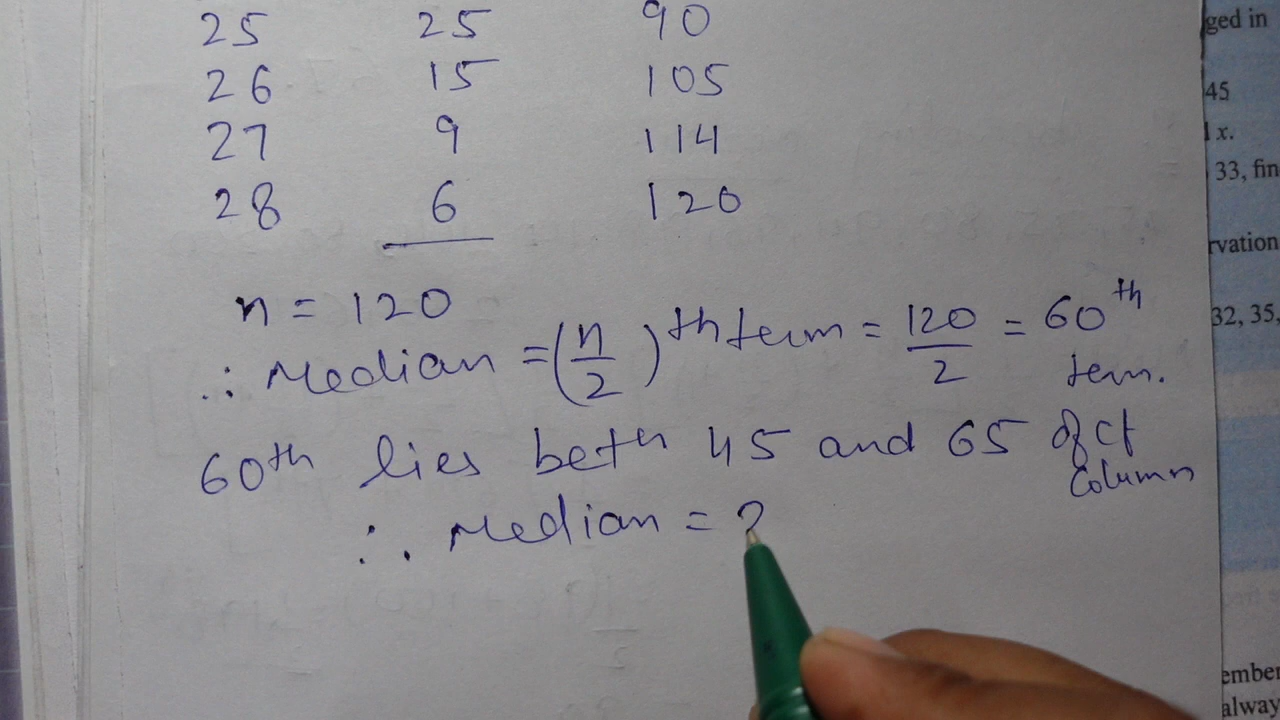 25 25 90
26 15 105
27 9 114
28 6 120
n = 120
∴ Median = (n/2)th term = 120/2 = 60th term.
60th lies betn 45 and 65 of cf column
∴ Median = 2
ged in
45
x.
33, fin
rvation
32, 35,
ember
alway